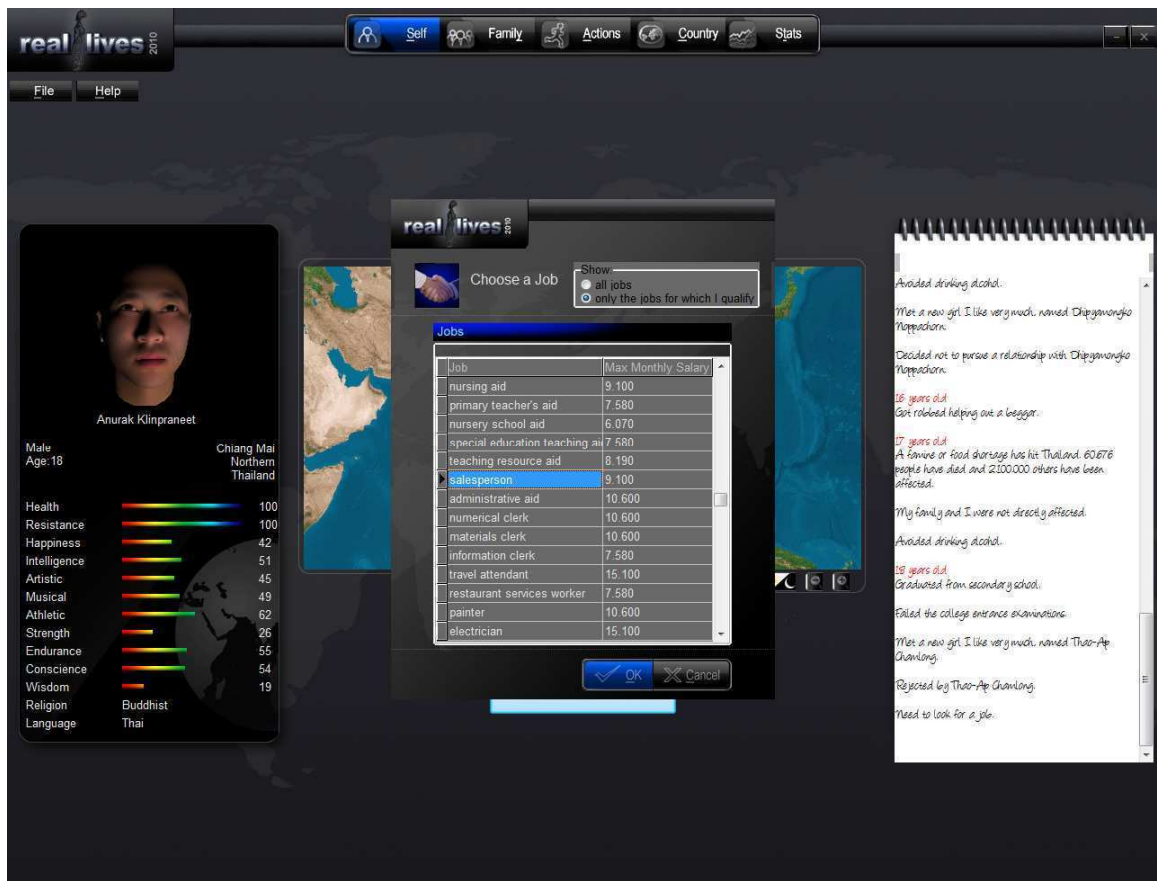 real lives 2010
Self Family Actions Country Stats
File Help
Anurak Klinpraneet
Male Chiang Mai
Age:18 Northern
Thailand
Health 100
Resistance 100
Happiness 42
Intelligence 51
Artistic 45
Musical 49
Athletic 62
Strength 26
Endurance 55
Conscience 54
Wisdom 19
Religion Buddhist
Language Thai
real lives 2010
Choose a Job
Show
all jobs
only the jobs for which I qualify
Jobs
Job Max Monthly Salary
nursing aid 9.100
primary teacher's aid 7.580
nursery school aid 6.070
special education teaching ai 7.580
teaching resource aid 8.190
salesperson 9.100
administrative aid 10.600
numerical clerk 10.600
materials clerk 10.600
information clerk 7.580
travel attendant 15.100
restaurant services worker 7.580
painter 10.600
electrician 15.100
OK Cancel
Avoided drinking alcohol.
Met a new girl I like very much, named Dhipyamongko
Noppachorn.
Decided not to pursue a relationship with Dhipyamongko
Noppachorn.
16 years old
Got robbed helping out a beggar.
17 years old
A famine or food shortage has hit Thailand. 60.676
people have died and 2.100.000 others have been
affected.
My family and I were not directly affected.
Avoided drinking alcohol.
18 years old
Graduated from secondary school.
Failed the college entrance examinations.
Met a new girl I like very much, named Thao-Ap
Chamlong.
Rejected by Thao-Ap Chamlong.
Need to look for a job.